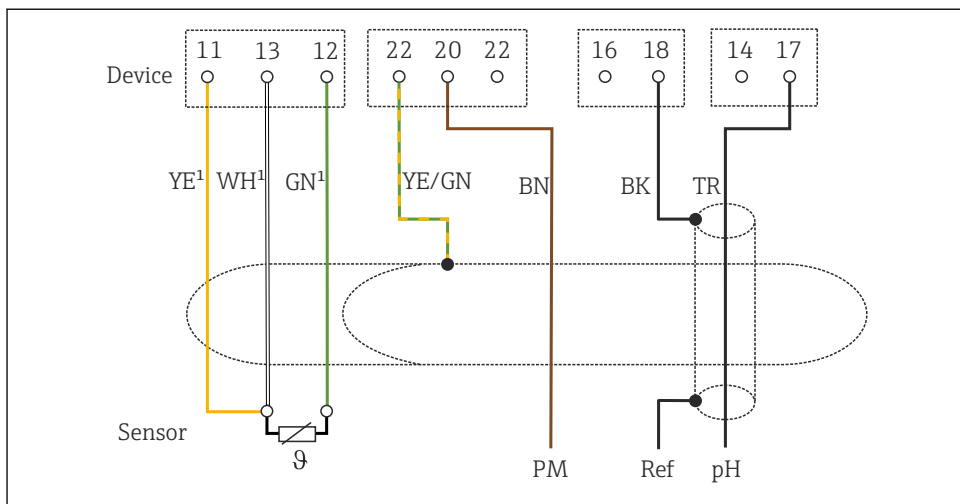 11 13 12 22 20 22 16 18 14 17
Device
YE¹ WH¹ GN¹ YE/GN BN BK TR
Sensor
ϑ PM Ref pH